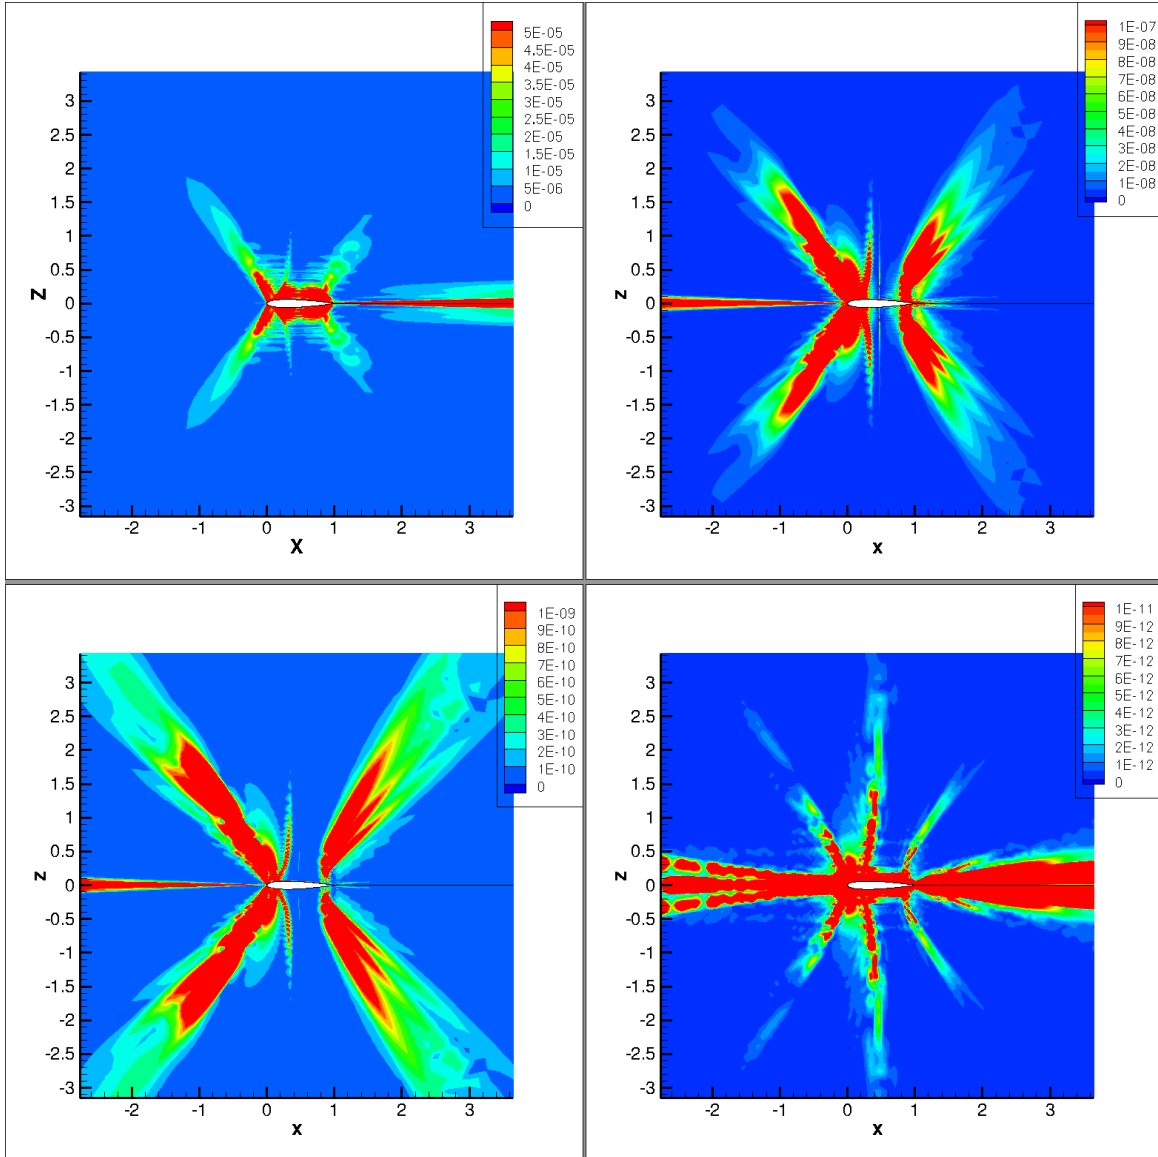 5E-05
4.5E-05
4E-05
3.5E-05
3E-05
2.5E-05
2E-05
1.5E-05
1E-05
5E-06
0
3
2.5
2
1.5
1
0.5
0
-0.5
-1
-1.5
-2
-2.5
-3
Z
-2 -1 0 1 2 3
X
1E-07
9E-08
8E-08
7E-08
6E-08
5E-08
4E-08
3E-08
2E-08
1E-08
0
3
2.5
2
1.5
1
0.5
0
-0.5
-1
-1.5
-2
-2.5
-3
z
-2 -1 0 1 2 3
x
1E-09
9E-10
8E-10
7E-10
6E-10
5E-10
4E-10
3E-10
2E-10
1E-10
0
3
2.5
2
1.5
1
0.5
0
-0.5
-1
-1.5
-2
-2.5
-3
z
-2 -1 0 1 2 3
x
1E-11
9E-12
8E-12
7E-12
6E-12
5E-12
4E-12
3E-12
2E-12
1E-12
0
3
2.5
2
1.5
1
0.5
0
-0.5
-1
-1.5
-2
-2.5
-3
z
-2 -1 0 1 2 3
x